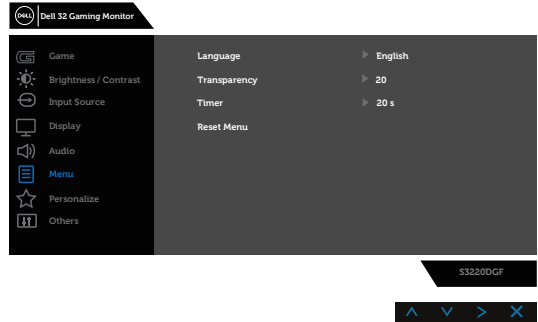 DELL Dell 32 Gaming Monitor
Game
Brightness / Contrast
Input Source
Display
Audio
Menu
Personalize
Others
Language English
Transparency 20
Timer 20 s
Reset Menu
S3220DGF